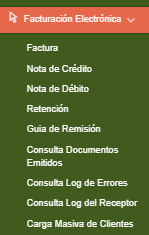 Facturación Electrónica
Factura
Nota de Crédito
Nota de Débito
Retención
Guia de Remisión
Consulta Documentos
Emitidos
Consulta Log de Errores
Consulta Log del Receptor
Carga Masiva de Clientes